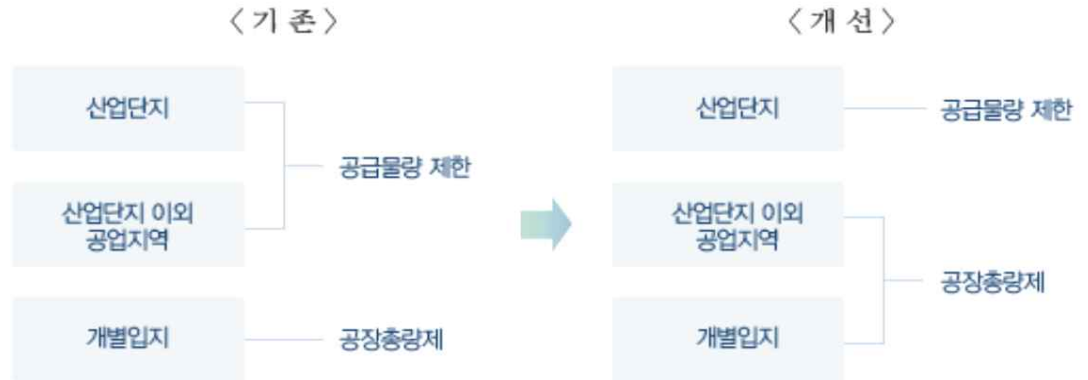 〈기 존〉
산업단지
산업단지 이외
공업지역
개별입지
공급물량 제한
공장총량제
〈개 선〉
산업단지
산업단지 이외
공업지역
개별입지
공급물량 제한
공장총량제